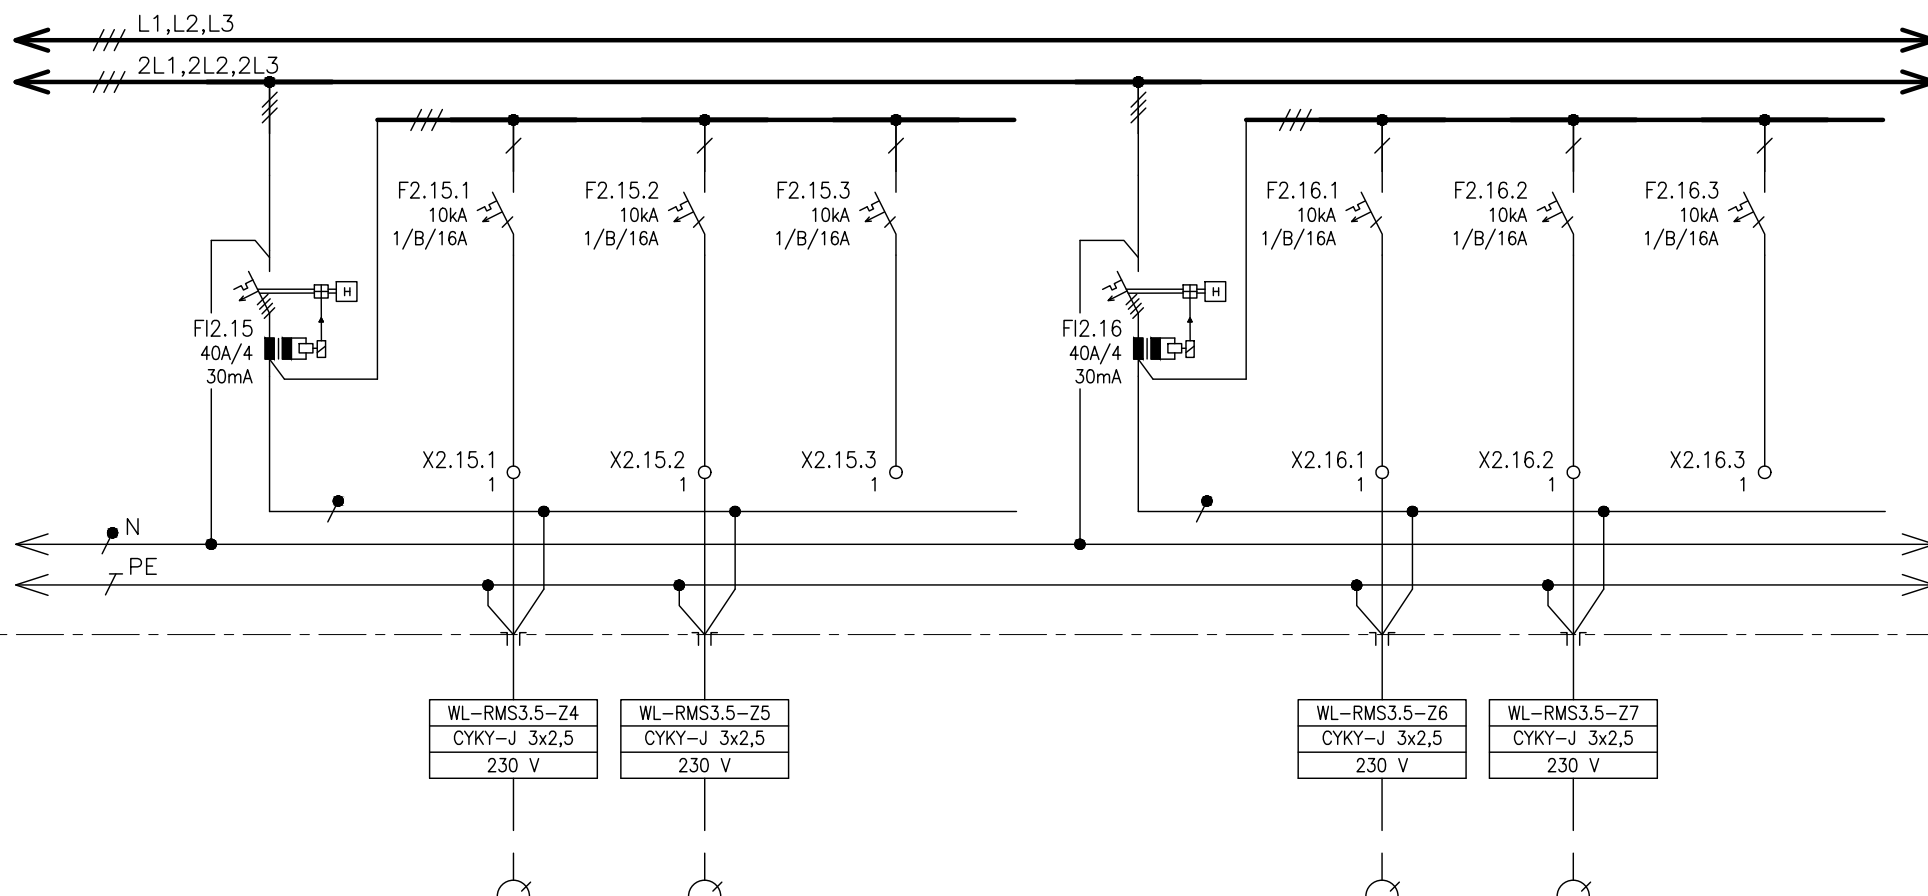 L1,L2,L3
2L1,2L2,2L3
F2.15.1
10kA
1/B/16A
F2.15.2
10kA
1/B/16A
F2.15.3
10kA
1/B/16A
F2.16.1
10kA
1/B/16A
F2.16.2
10kA
1/B/16A
F2.16.3
10kA
1/B/16A
H
FI2.15
40A/4
30mA
H
FI2.16
40A/4
30mA
X2.15.1
1
X2.15.2
1
X2.15.3
1
X2.16.1
1
X2.16.2
1
X2.16.3
1
N
PE
WL-RMS3.5-Z4
CYKY-J 3x2,5
230 V
WL-RMS3.5-Z5
CYKY-J 3x2,5
230 V
WL-RMS3.5-Z6
CYKY-J 3x2,5
230 V
WL-RMS3.5-Z7
CYKY-J 3x2,5
230 V